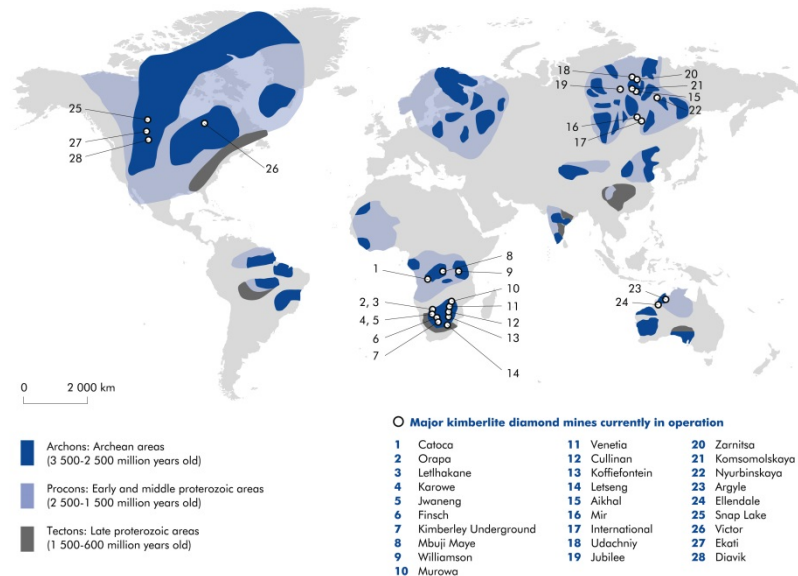 18
20
19
21
15
22
16
17
25
27
28
26
1
8
9
2, 3
10
4, 5
11
6
12
7
13
14
23
24
0 2 000 km
Archons: Archean areas
(3 500-2 500 million years old)
Procons: Early and middle proterozoic areas
(2 500-1 500 million years old)
Tectons: Late proterozoic areas
(1 500-600 million years old)
Major kimberlite diamond mines currently in operation
1 Catoca
2 Orapa
3 Letlhakane
4 Karowe
5 Jwaneng
6 Finsch
7 Kimberley Underground
8 Mbuji Maye
9 Williamson
10 Murowa
11 Venetia
12 Cullinan
13 Koffiefontein
14 Letseng
15 Aikhal
16 Mir
17 International
18 Udachniy
19 Jubilee
20 Zarnitsa
21 Komsomolskaya
22 Nyurbinskaya
23 Argyle
24 Ellendale
25 Snap Lake
26 Victor
27 Ekati
28 Diavik